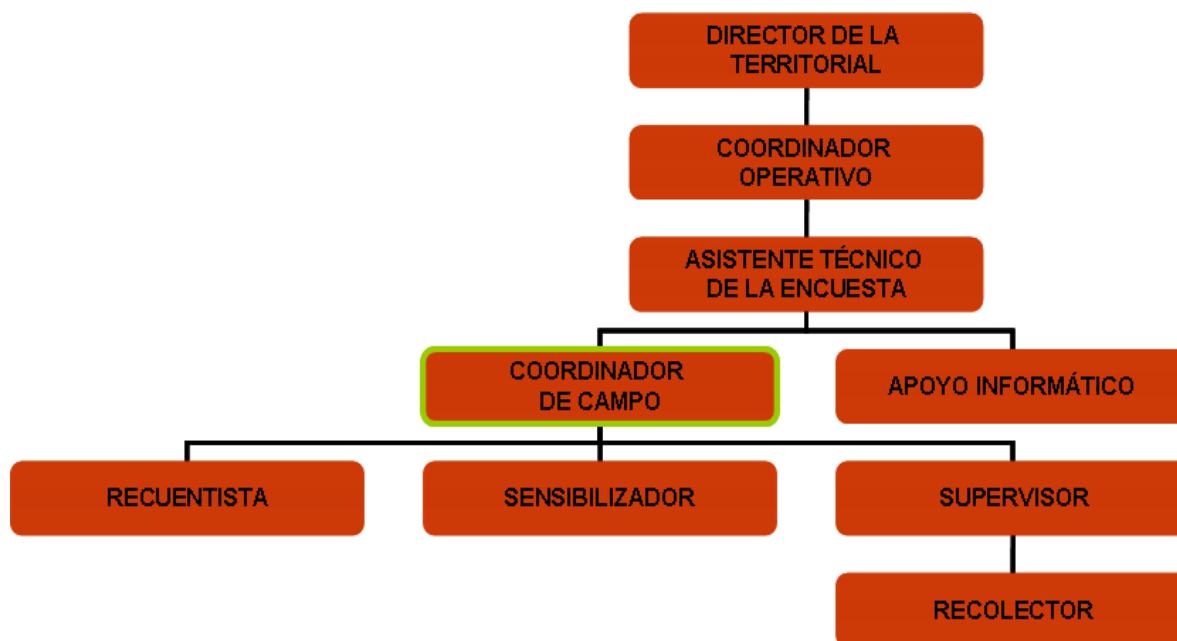 DIRECTOR DE LA
TERRITORIAL
COORDINADOR
OPERATIVO
ASISTENTE TÉCNICO
DE LA ENCUESTA
COORDINADOR
DE CAMPO
APOYO INFORMÁTICO
RECUENTISTA
SENSIBILIZADOR
SUPERVISOR
RECOLECTOR